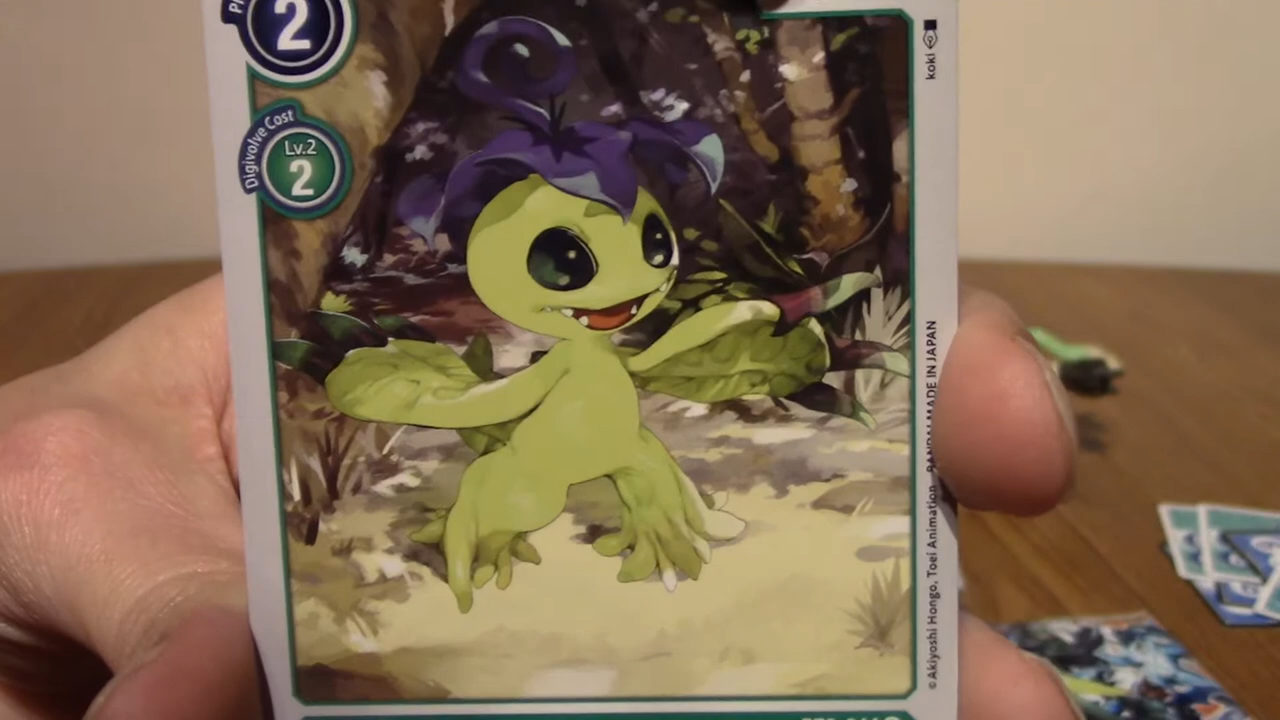 2
Digivolve Cost
Lv.2
2
koki
©Akiyoshi Hongo, Toei Animation BANDAI MADE IN JAPAN